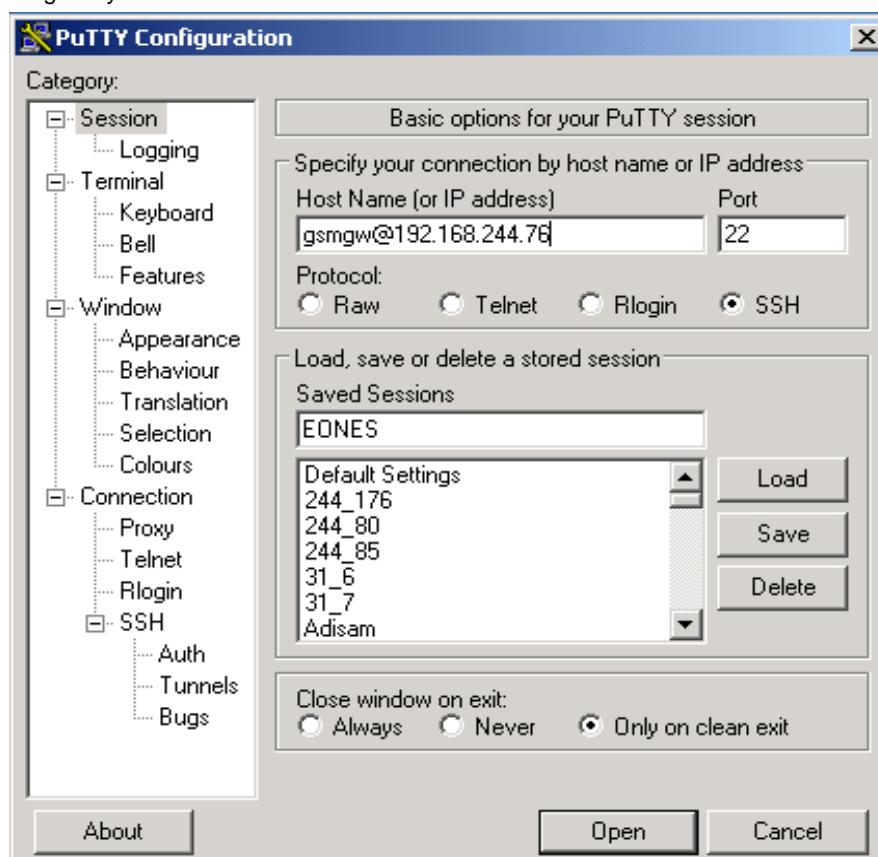 PuTTY Configuration
Category:
Session
Logging
Terminal
Keyboard
Bell
Features
Window
Appearance
Behaviour
Translation
Selection
Colours
Connection
Proxy
Telnet
Rlogin
SSH
Auth
Tunnels
Bugs
Basic options for your PuTTY session
Specify your connection by host name or IP address
Host Name (or IP address) Port
gsmgw@192.168.244.76 22
Protocol:
Raw Telnet Rlogin SSH
Load, save or delete a stored session
Saved Sessions
EONES
Default Settings
244_176
244_80
244_85
31_6
31_7
Adisam
Load
Save
Delete
Close window on exit:
Always Never Only on clean exit
About Open Cancel